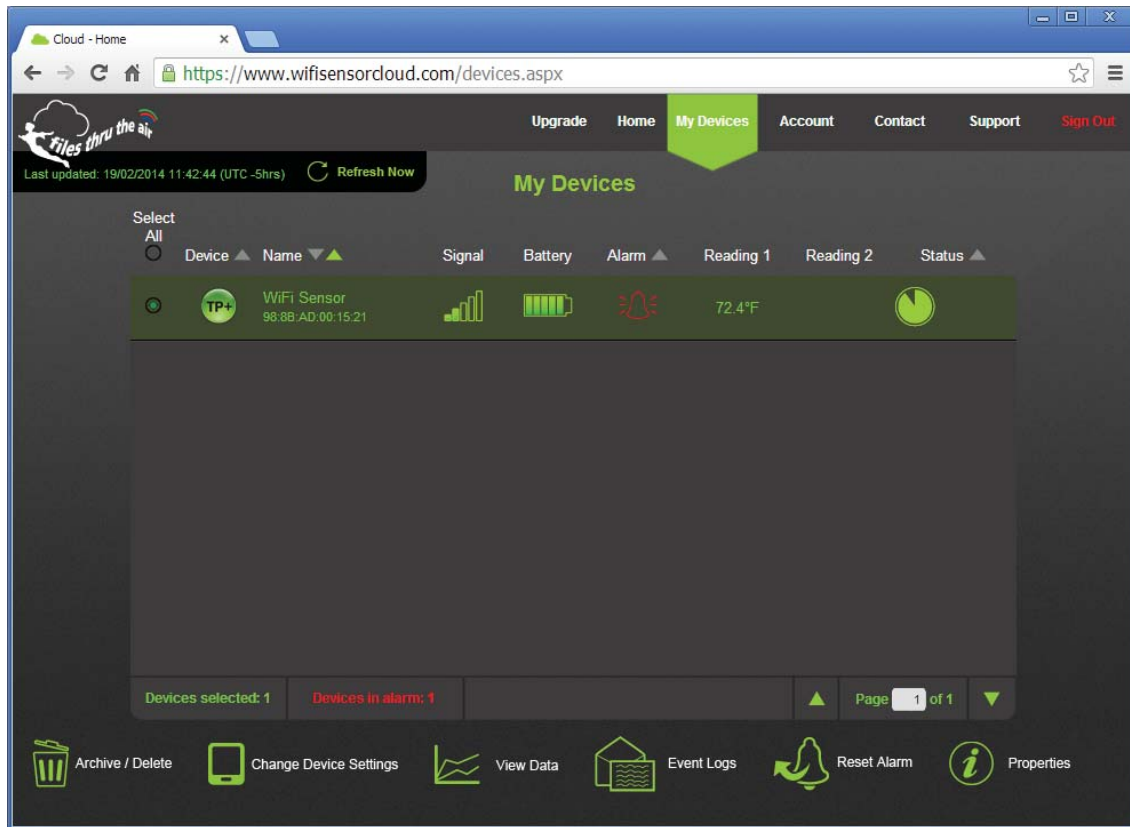 Cloud - Home
https://www.wifisensorcloud.com/devices.aspx
files thru the air
Upgrade Home My Devices Account Contact Support Sign Out
Last updated: 19/02/2014 11:42:44 (UTC -5hrs) Refresh Now
My Devices
Select
All
Device Name Signal Battery Alarm Reading 1 Reading 2 Status
TP+ WiFi Sensor 72.4°F
98:8B:AD:00:15:21
Devices selected: 1 Devices in alarm: 1 Page 1 of 1
Archive / Delete Change Device Settings View Data Event Logs Reset Alarm Properties